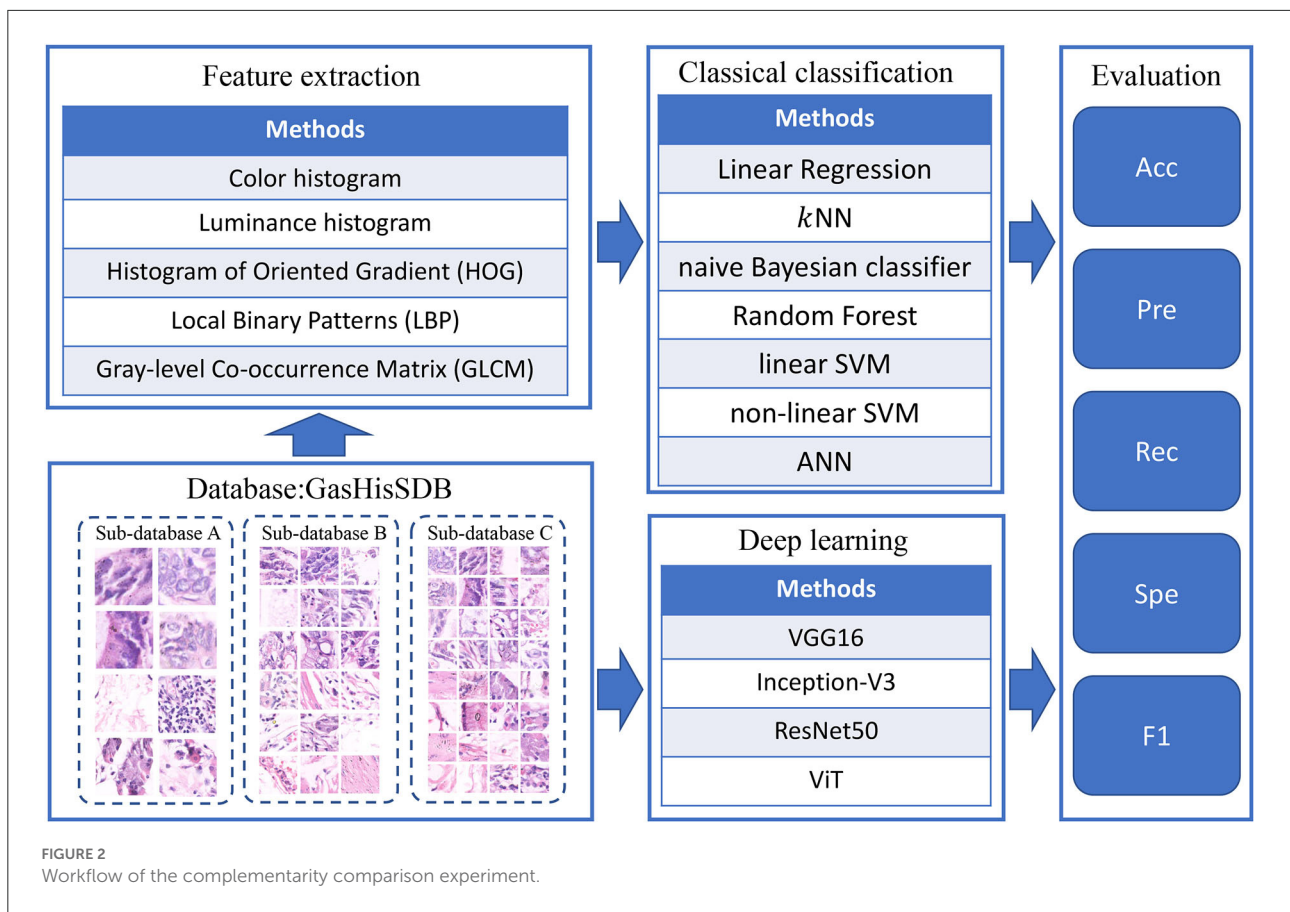 Feature extraction
Methods
Color histogram
Luminance histogram
Histogram of Oriented Gradient (HOG)
Local Binary Patterns (LBP)
Gray-level Co-occurrence Matrix (GLCM)
Database:GasHisSDB
Sub-database A
Sub-database B
Sub-database C
Classical classification
Methods
Linear Regression
kNN
naive Bayesian classifier
Random Forest
linear SVM
non-linear SVM
ANN
Deep learning
Methods
VGG16
Inception-V3
ResNet50
ViT
Evaluation
Acc
Pre
Rec
Spe
F1
FIGURE 2
Workflow of the complementarity comparison experiment.